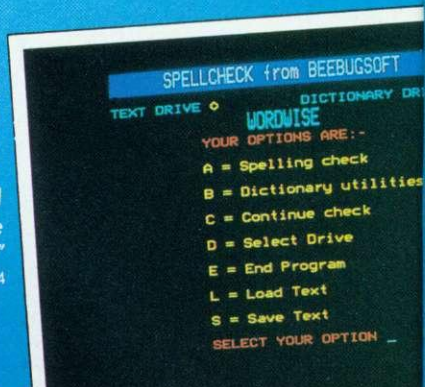 SPELLCHECK from BEEBUGSOFT
TEXT DRIVE 0
DICTIONARY DR
WORDWISE
YOUR OPTIONS ARE:-
A = Spelling check
B = Dictionary utilities
C = Continue check
D = Select Drive
E = End Program
L = Load Text
S = Save Text
SELECT YOUR OPTION _